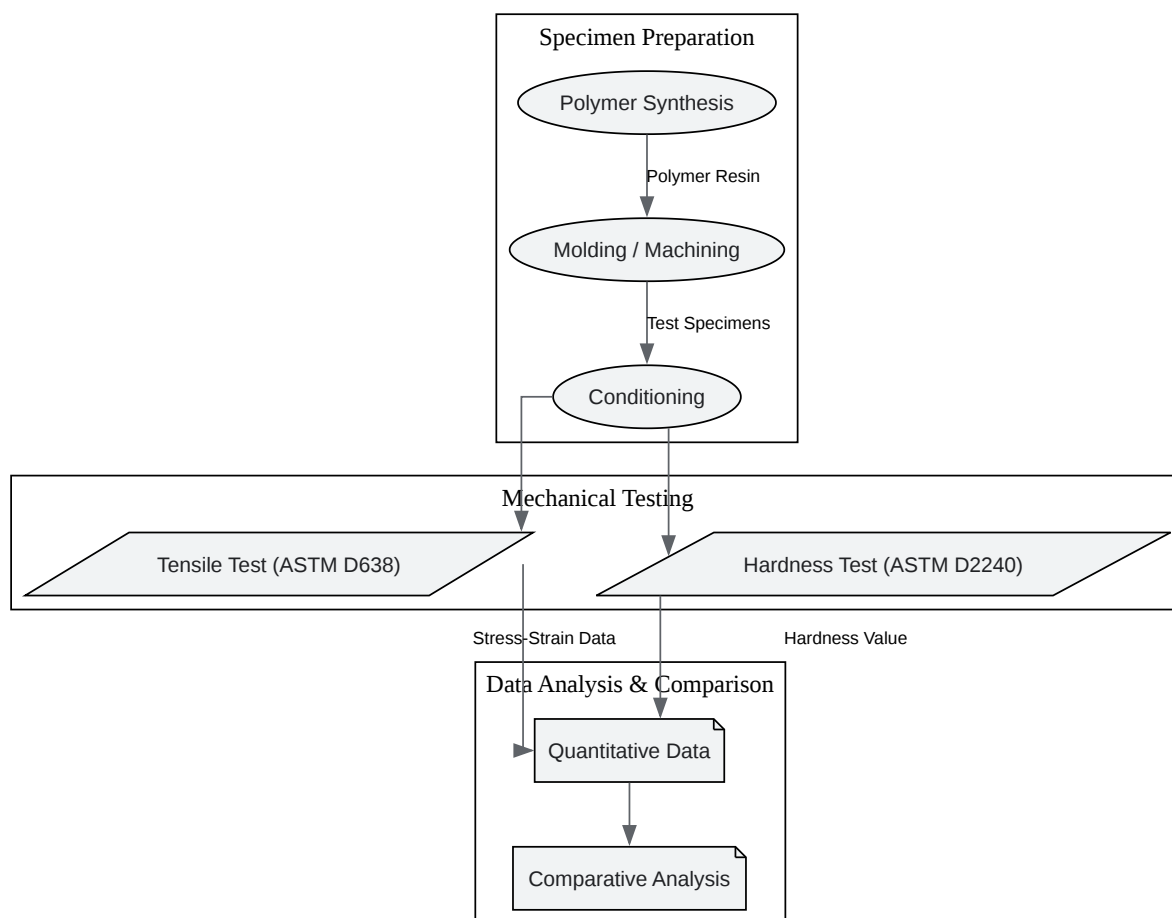 Specimen Preparation
Polymer Synthesis
Polymer Resin
Molding / Machining
Test Specimens
Conditioning
Mechanical Testing
Tensile Test (ASTM D638)
Hardness Test (ASTM D2240)
Stress-Strain Data
Hardness Value
Data Analysis & Comparison
Quantitative Data
Comparative Analysis